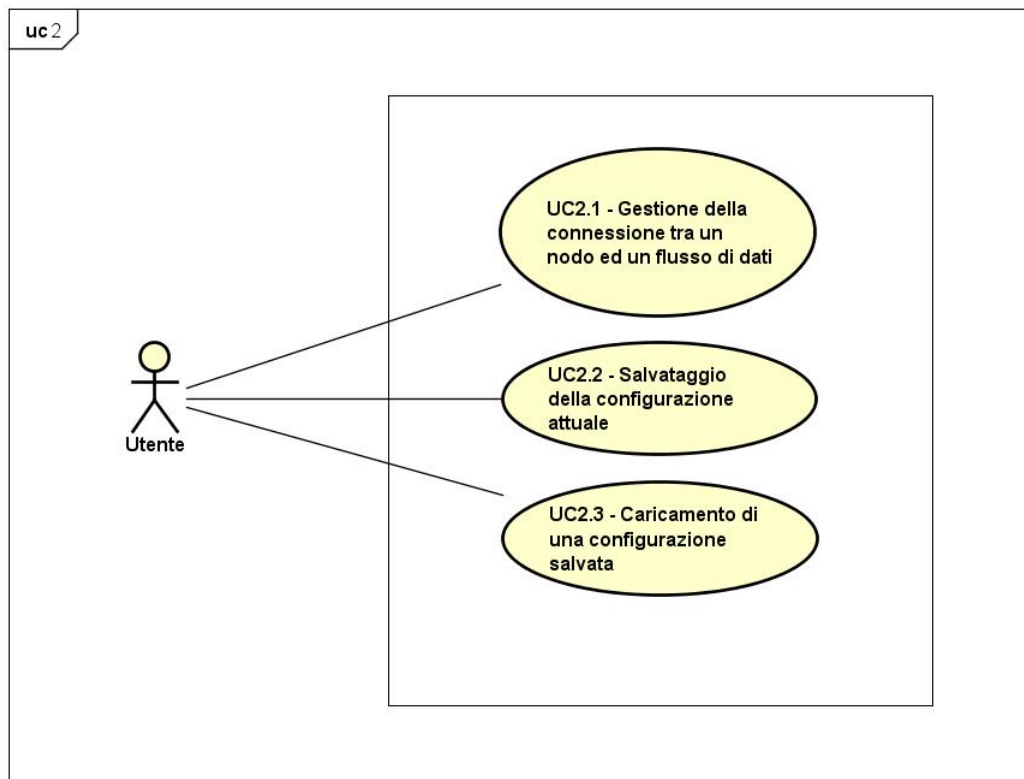 uc 2
UC2.1 - Gestione della
connessione tra un
nodo ed un flusso di dati
UC2.2 - Salvataggio
della configurazione
attuale
Utente
UC2.3 - Caricamento di
una configurazione
salvata